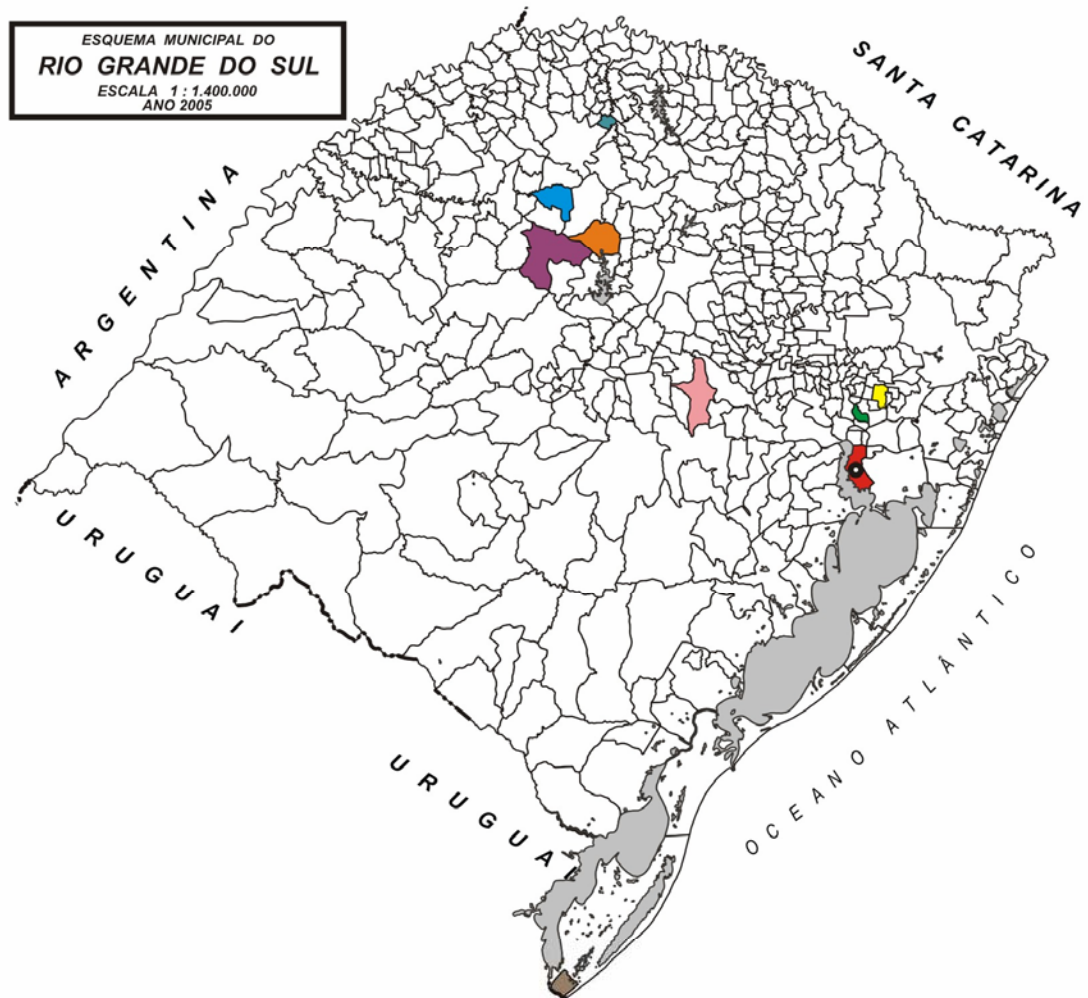 ESQUEMA MUNICIPAL DO
RIO GRANDE DO SUL
ESCALA 1 : 1.400.000
ANO 2005
SANTA CATARINA
ARGENTINA
URUGUAI
URUGUAI
OCEANO ATLÂNTICO